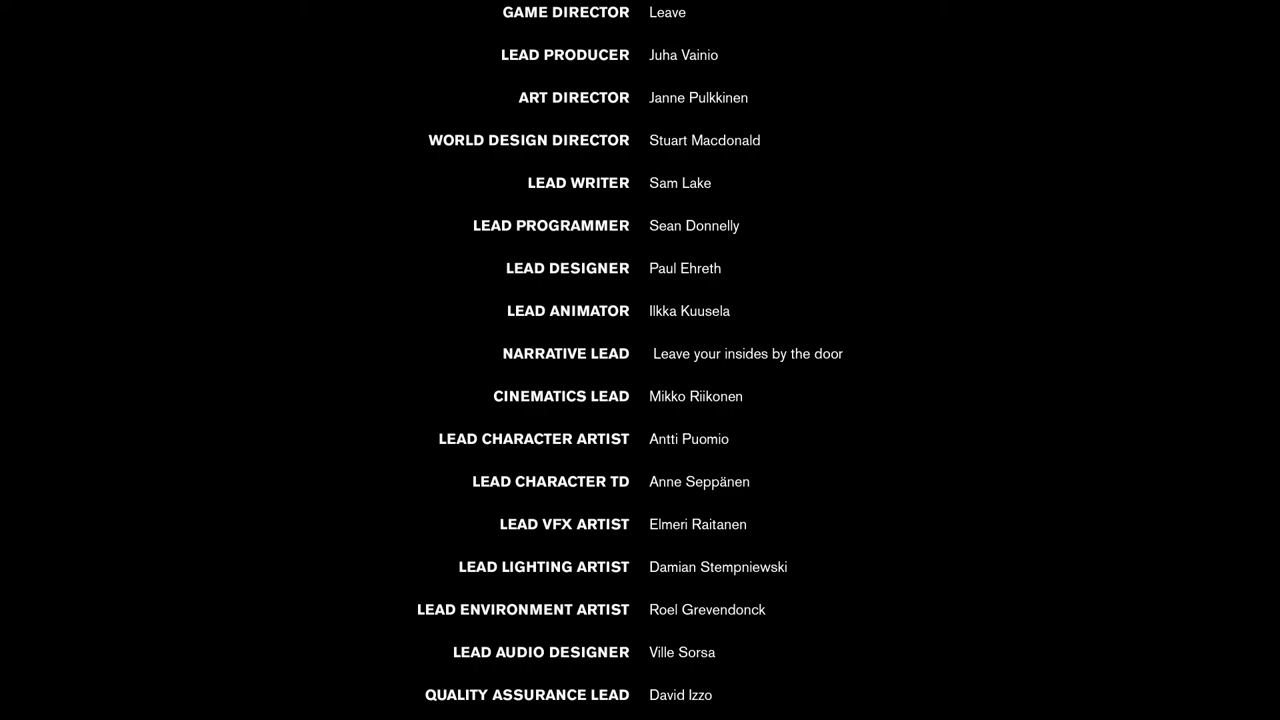 GAME DIRECTOR Leave
LEAD PRODUCER Juha Vainio
ART DIRECTOR Janne Pulkkinen
WORLD DESIGN DIRECTOR Stuart Macdonald
LEAD WRITER Sam Lake
LEAD PROGRAMMER Sean Donnelly
LEAD DESIGNER Paul Ehreth
LEAD ANIMATOR Ilkka Kuusela
NARRATIVE LEAD Leave your insides by the door
CINEMATICS LEAD Mikko Riikonen
LEAD CHARACTER ARTIST Antti Puomio
LEAD CHARACTER TD Anne Seppänen
LEAD VFX ARTIST Elmeri Raitanen
LEAD LIGHTING ARTIST Damian Stempniewski
LEAD ENVIRONMENT ARTIST Roel Grevendonck
LEAD AUDIO DESIGNER Ville Sorsa
QUALITY ASSURANCE LEAD David Izzo